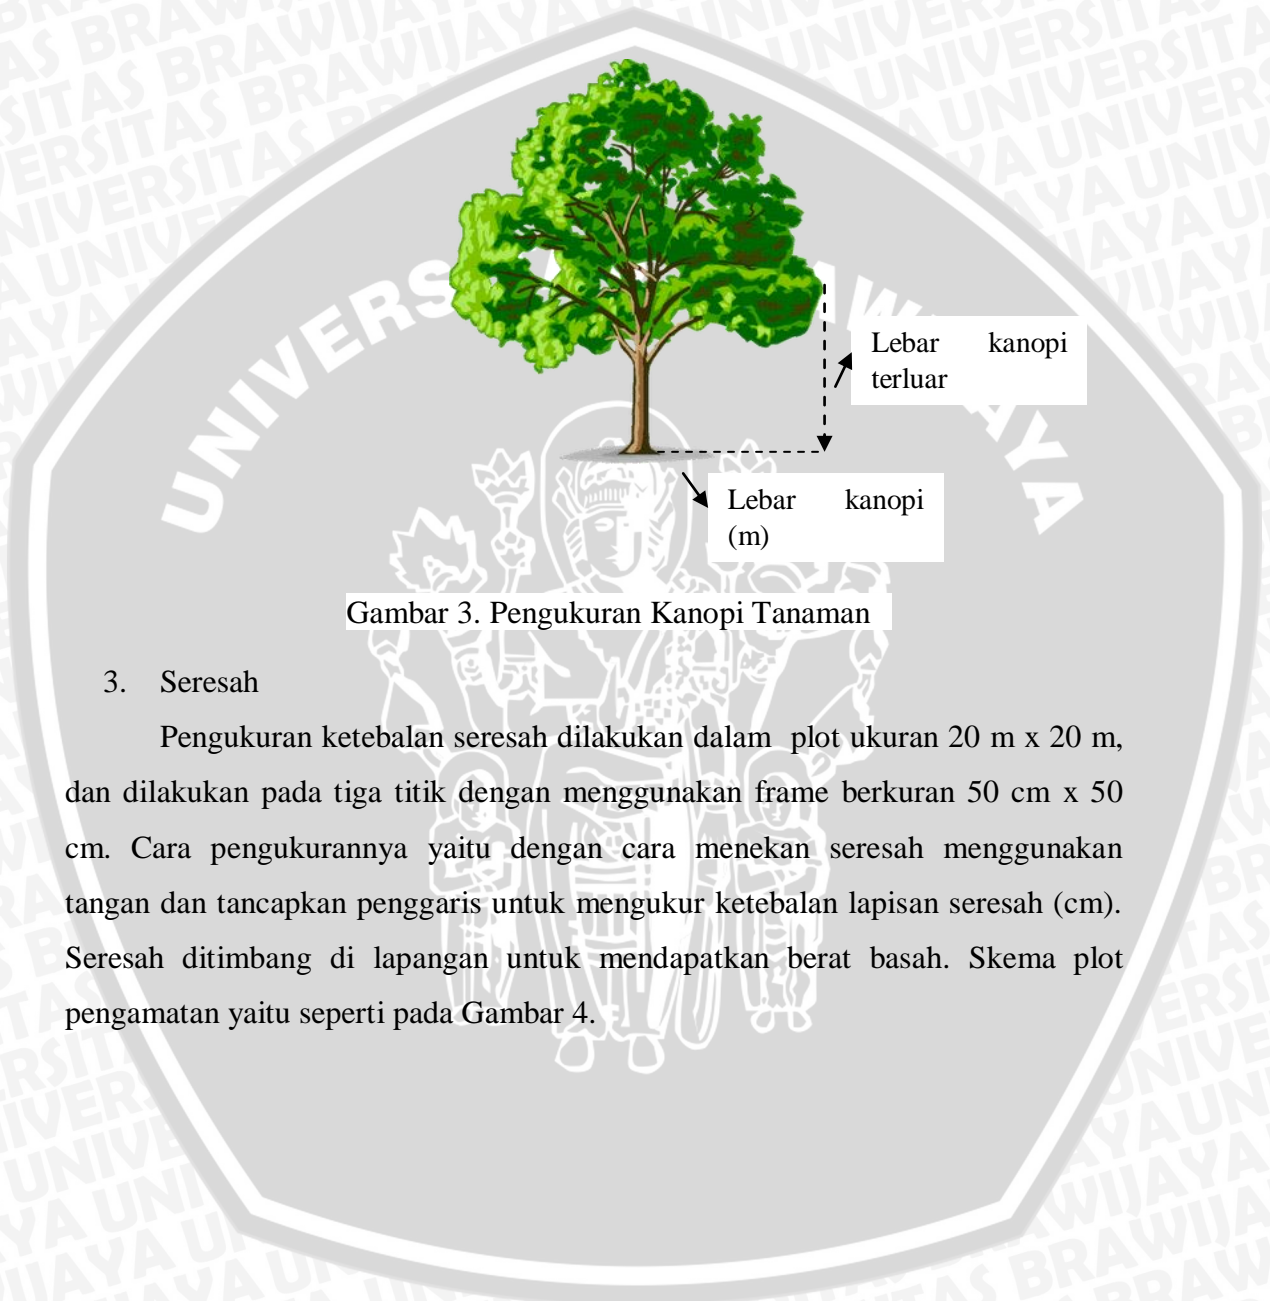 Lebar kanopi
terluar
Lebar kanopi
(m)
Gambar 3. Pengukuran Kanopi Tanaman
3. Seresah
Pengukuran ketebalan seresah dilakukan dalam plot ukuran 20 m x 20 m,
dan dilakukan pada tiga titik dengan menggunakan frame berkuran 50 cm x 50
cm. Cara pengukurannya yaitu dengan cara menekan seresah menggunakan
tangan dan tancapkan penggaris untuk mengukur ketebalan lapisan seresah (cm).
Seresah ditimbang di lapangan untuk mendapatkan berat basah. Skema plot
pengamatan yaitu seperti pada Gambar 4.